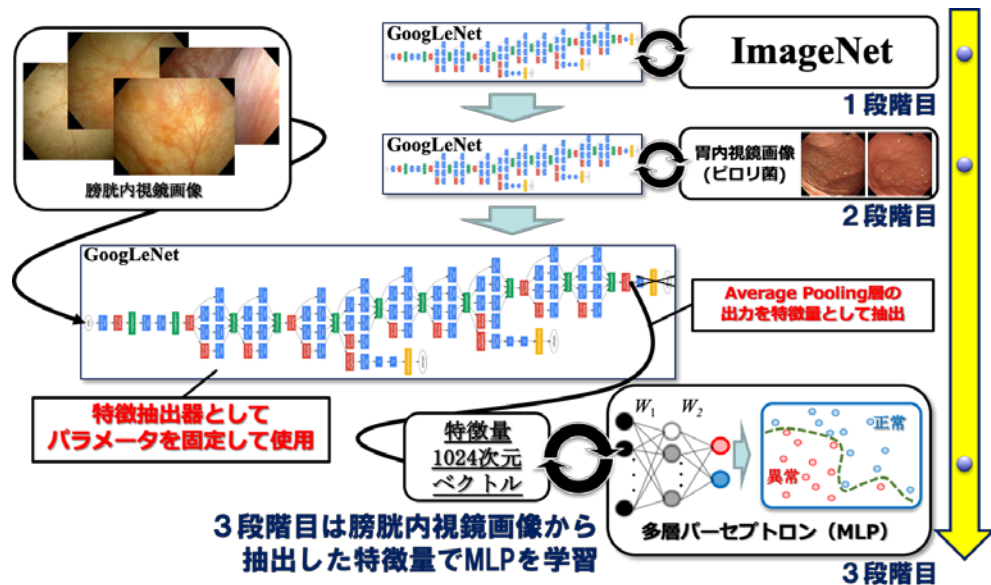 GoogLeNet
ImageNet
1段階目
膀胱内視鏡画像
GoogLeNet
胃内視鏡画像
(ピロリ菌)
2段階目
GoogLeNet
Average Pooling層の
出力を特徴量として抽出
特徴抽出器として
パラメータを固定して使用
特徴量
1024次元
ベクトル
W1 W2
正常
異常
多層パーセプトロン（MLP）
3段階目は膀胱内視鏡画像から
抽出した特徴量でMLPを学習
3段階目